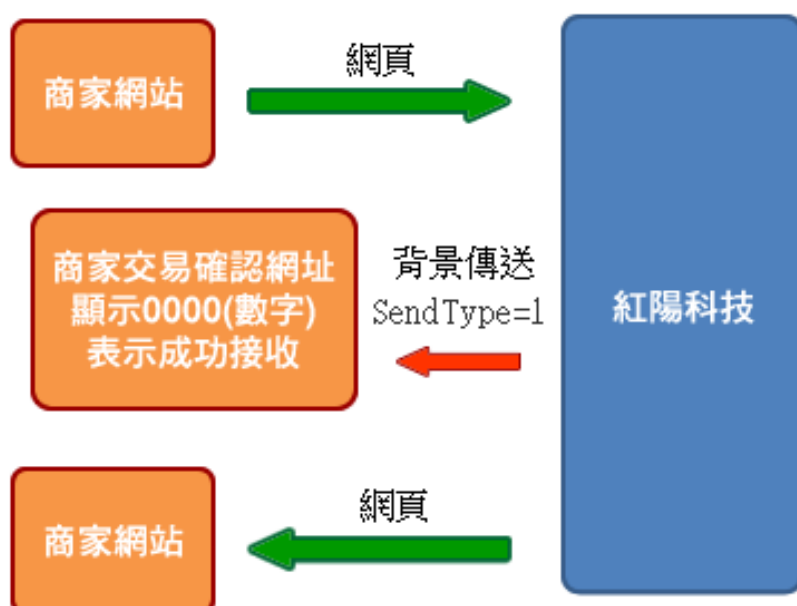 商家網站
網頁
商家交易確認網址
顯示0000(數字)
表示成功接收
背景傳送
SendType=1
紅陽科技
商家網站
網頁